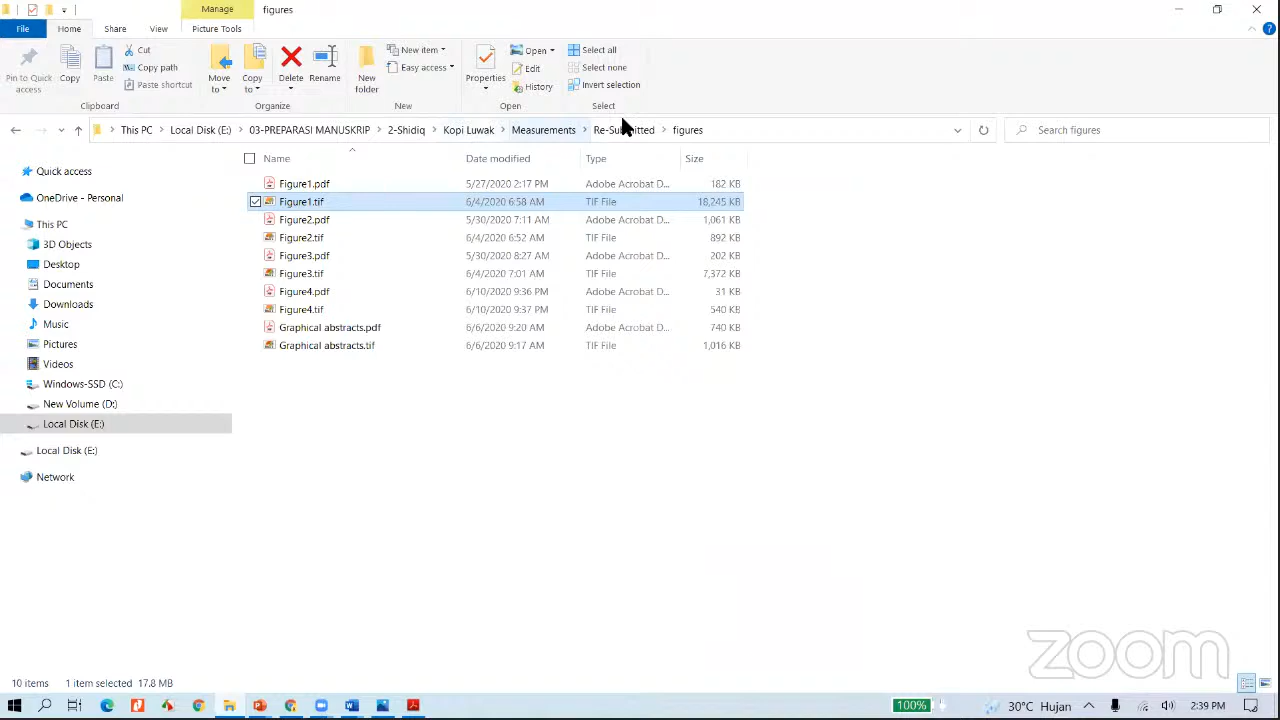 Manage
figures
File
Home
Share
View
Picture Tools
Pin to Quick access
Copy
Paste
Cut
Copy path
Paste shortcut
Move to
Copy to
Delete
Rename
New folder
New item
Easy access
Properties
Open
Edit
History
Select all
Select none
Invert selection
Clipboard
Organize
New
Open
Select
This PC > Local Disk (E:) > 03-PREPARASI MANUSKRIP > 2-Shidiq > Kopi Luwak > Measurements > Re-Submitted > figures
Search figures
Name Date modified Type Size
Quick access
OneDrive - Personal
This PC
3D Objects
Desktop
Documents
Downloads
Music
Pictures
Videos
Windows-SSD (C:)
New Volume (D:)
Local Disk (E:)
Local Disk (E:)
Network
Figure1.pdf 5/27/2020 2:17 PM Adobe Acrobat D... 182 KB
Figure1.tif 6/4/2020 6:58 AM TIF File 18,245 KB
Figure2.pdf 5/30/2020 7:11 AM Adobe Acrobat D... 1,061 KB
Figure2.tif 6/4/2020 6:52 AM TIF File 892 KB
Figure3.pdf 5/30/2020 8:27 AM Adobe Acrobat D... 202 KB
Figure3.tif 6/4/2020 7:01 AM TIF File 7,372 KB
Figure4.pdf 6/10/2020 9:36 PM Adobe Acrobat D... 31 KB
Figure4.tif 6/10/2020 9:37 PM TIF File 540 KB
Graphical abstracts.pdf 6/6/2020 9:20 AM Adobe Acrobat D... 740 KB
Graphical abstracts.tif 6/6/2020 9:17 AM TIF File 1,016 KB
zoom
10 items 1 item selected 17.8 MB
100%
30°C Hujan
2:39 PM